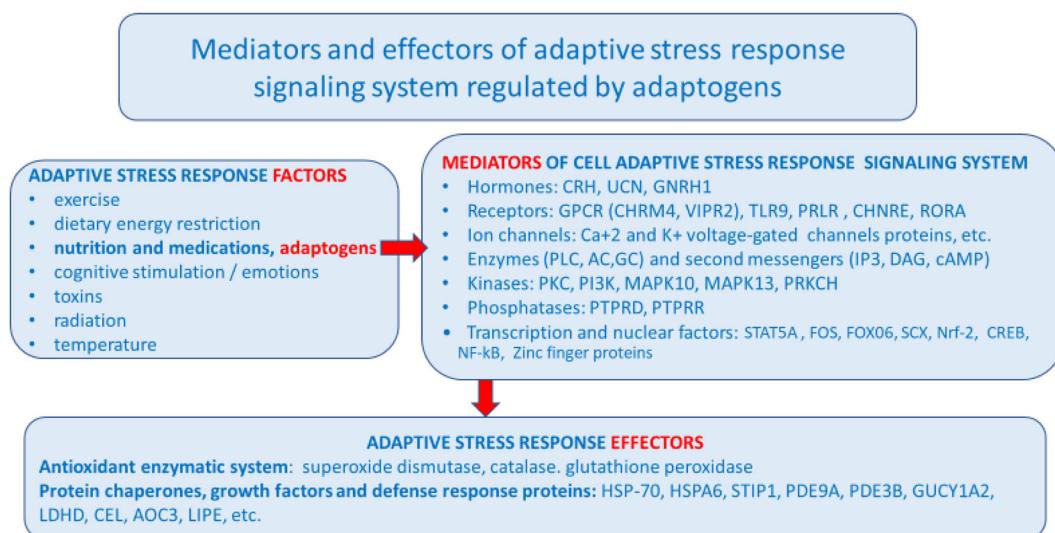 Mediators and effectors of adaptive stress response
signaling system regulated by adaptogens
ADAPTIVE STRESS RESPONSE FACTORS
• exercise
• dietary energy restriction
• nutrition and medications, adaptogens
• cognitive stimulation / emotions
• toxins
• radiation
• temperature
MEDIATORS OF CELL ADAPTIVE STRESS RESPONSE SIGNALING SYSTEM
• Hormones: CRH, UCN, GNRH1
• Receptors: GPCR (CHRM4, VIPR2), TLR9, PRLR , CHNRE, RORA
• Ion channels: Ca+2 and K+ voltage-gated channels proteins, etc.
• Enzymes (PLC, AC,GC) and second messengers (IP3, DAG, cAMP)
• Kinases: PKC, PI3K, MAPK10, MAPK13, PRKCH
• Phosphatases: PTPRD, PTPRR
• Transcription and nuclear factors: STAT5A , FOS, FOX06, SCX, Nrf-2, CREB,
NF-kB, Zinc finger proteins
ADAPTIVE STRESS RESPONSE EFFECTORS
Antioxidant enzymatic system: superoxide dismutase, catalase. glutathione peroxidase
Protein chaperones, growth factors and defense response proteins: HSP-70, HSPA6, STIP1, PDE9A, PDE3B, GUCY1A2,
LDHD, CEL, AOC3, LIPE, etc.